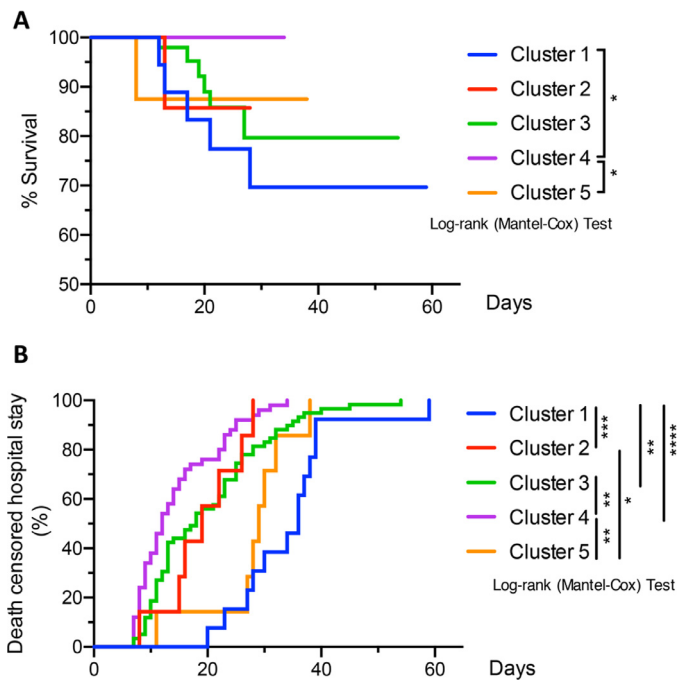 A
100
90
80
70
60
50
% Survival
0
20
40
60
Days
Cluster 1
Cluster 2
Cluster 3
Cluster 4
Cluster 5
*
*
Log-rank (Mantel-Cox) Test
B
100
80
60
40
20
0
Death censored hospital stay
(%)
0
20
40
60
Days
Cluster 1
Cluster 2
Cluster 3
Cluster 4
Cluster 5
***
**
**
*
**
****
Log-rank (Mantel-Cox) Test